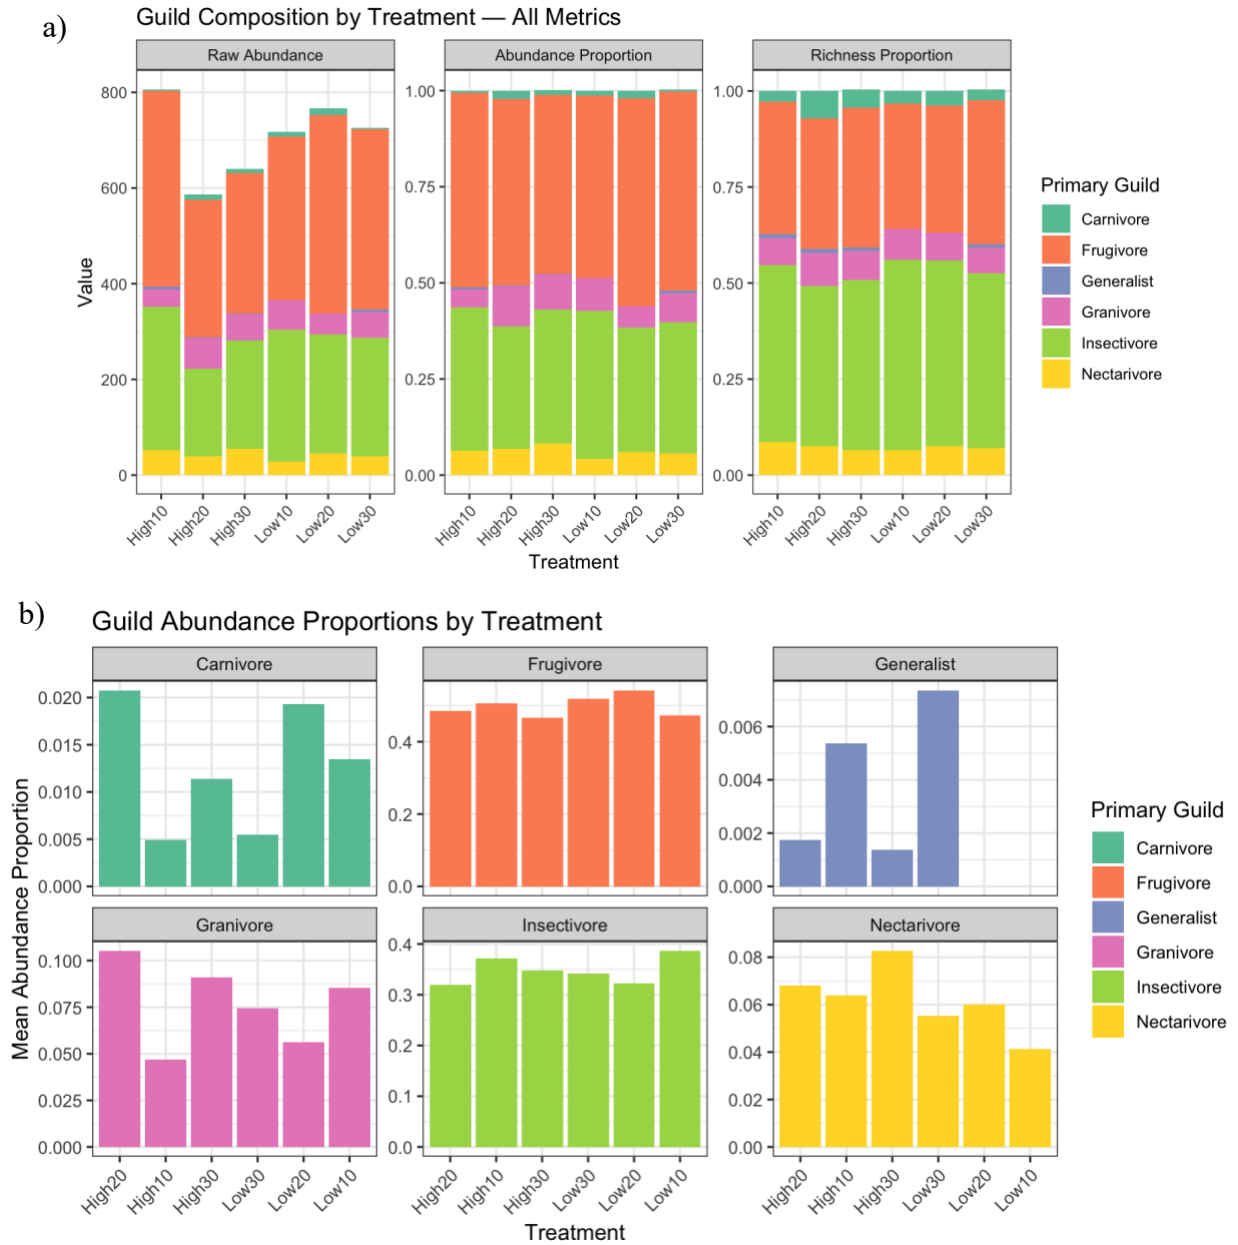 a)
Guild Composition by Treatment — All Metrics
Raw Abundance
Abundance Proportion
Richness Proportion
Value
800
600
400
200
0
1.00
0.75
0.50
0.25
0.00
1.00
0.75
0.50
0.25
0.00
High10
High20
High30
Low10
Low20
Low30
High10
High20
High30
Low10
Low20
Low30
High10
High20
High30
Low10
Low20
Low30
Treatment
Primary Guild
Carnivore
Frugivore
Generalist
Granivore
Insectivore
Nectarivore
b)
Guild Abundance Proportions by Treatment
Mean Abundance Proportion
Carnivore
0.020
0.015
0.010
0.005
0.000
Frugivore
0.4
0.2
0.0
Generalist
0.006
0.004
0.002
0.000
Granivore
0.100
0.075
0.050
0.025
0.000
Insectivore
0.4
0.3
0.2
0.1
0.0
Nectarivore
0.08
0.06
0.04
0.02
0.00
High20
High10
High30
Low30
Low20
Low10
High20
High10
High30
Low30
Low20
Low10
High20
High10
High30
Low30
Low20
Low10
Treatment
Primary Guild
Carnivore
Frugivore
Generalist
Granivore
Insectivore
Nectarivore